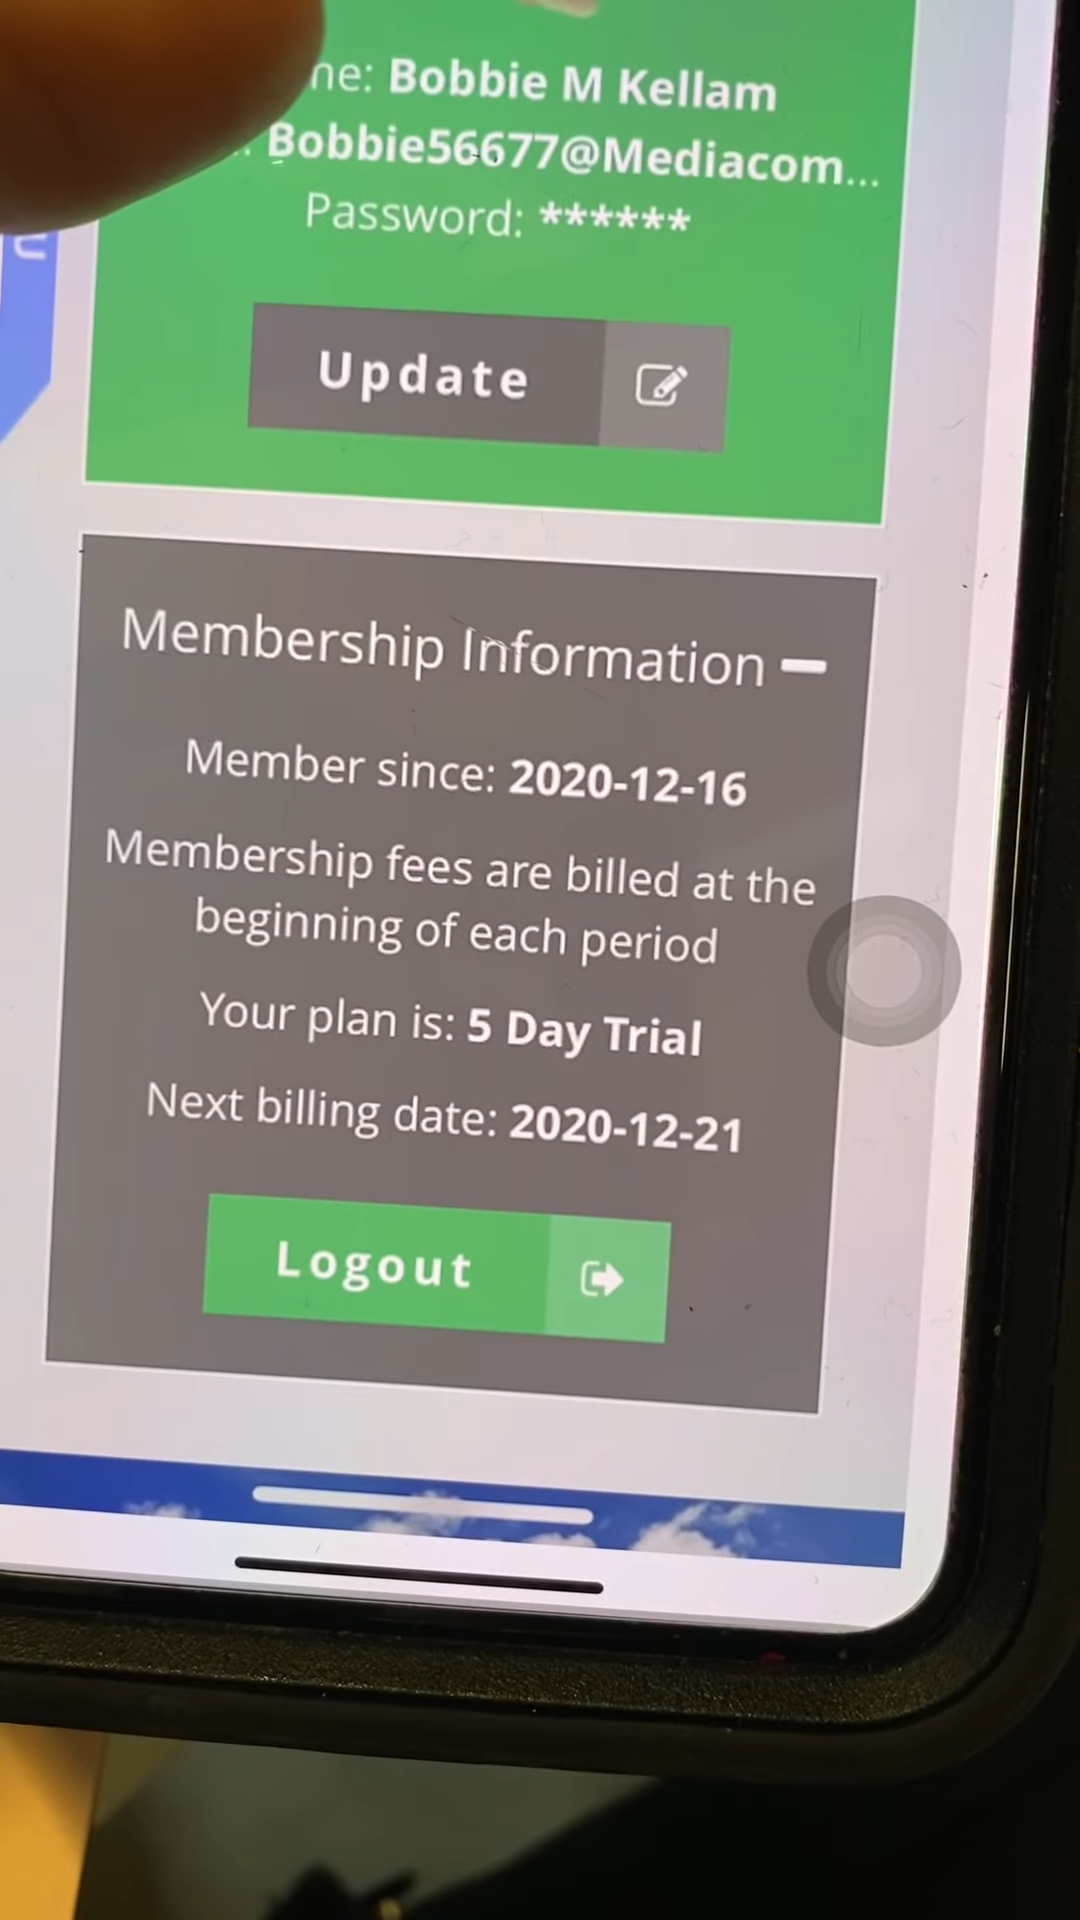 Bobbie M Kellam
Bobbie56677@Mediacom...
Password: ******
Update
Membership Information
Member since: 2020-12-16
Membership fees are billed at the
beginning of each period
Your plan is: 5 Day Trial
Next billing date: 2020-12-21
Logout